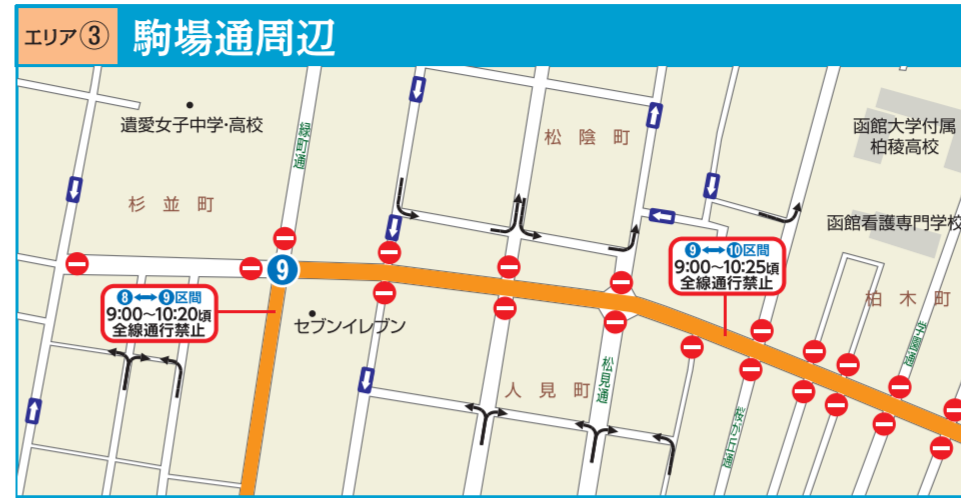 エリア③ 駒場通周辺
遺愛女子中学・高校
緑町通
松陰町
函館大学付属
柏稜高校
杉並町
函館看護専門学校
9
⑨↔⑩区間
9:00~10:25頃
全線通行禁止
⑧↔⑨区間
9:00~10:20頃
全線通行禁止
セブンイレブン
柏木町
学園通
人見町
松見通